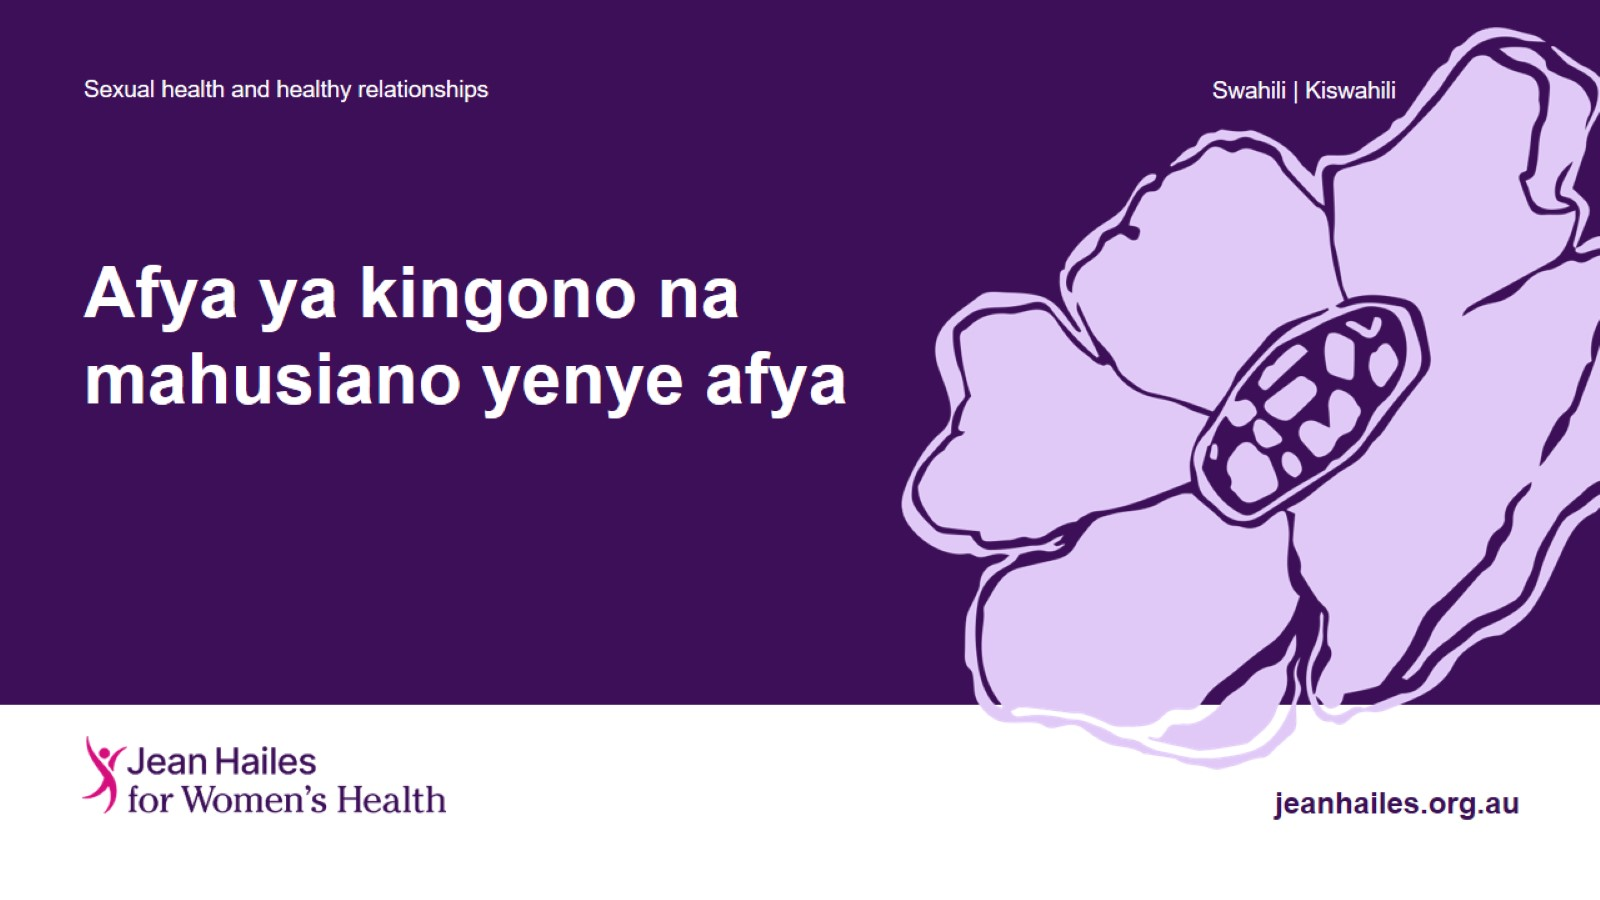 Sexual health and healthy relationships
Swahili | Kiswahili
Afya ya kingono na
mahusiano yenye afya
Jean Hailes
for Women's Health
jeanhailes.org.au